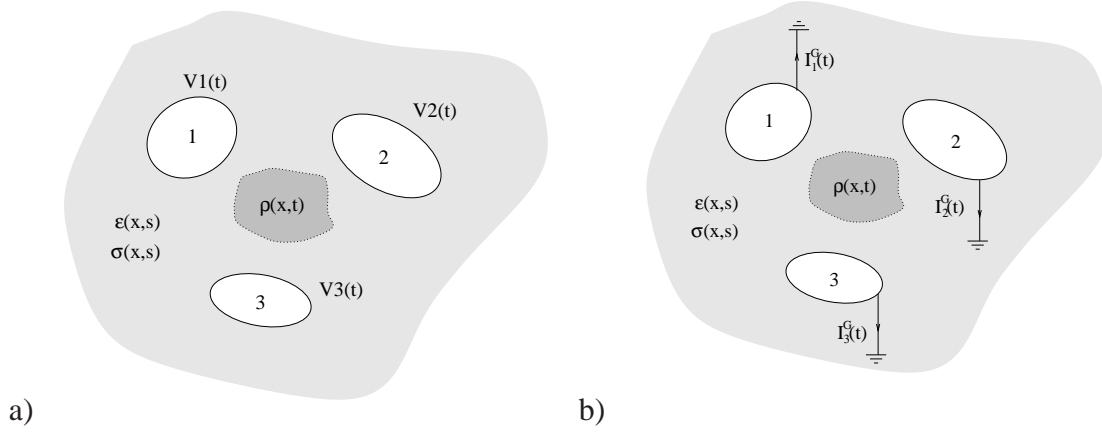 V1(t)
V2(t)
1
2
ρ(x,t)
ε(x,s)
σ(x,s)
V3(t)
3
a)
I₁ᴳ(t)
1
2
ρ(x,t)
ε(x,s)
σ(x,s)
I₂ᴳ(t)
3
I₃ᴳ(t)
b)